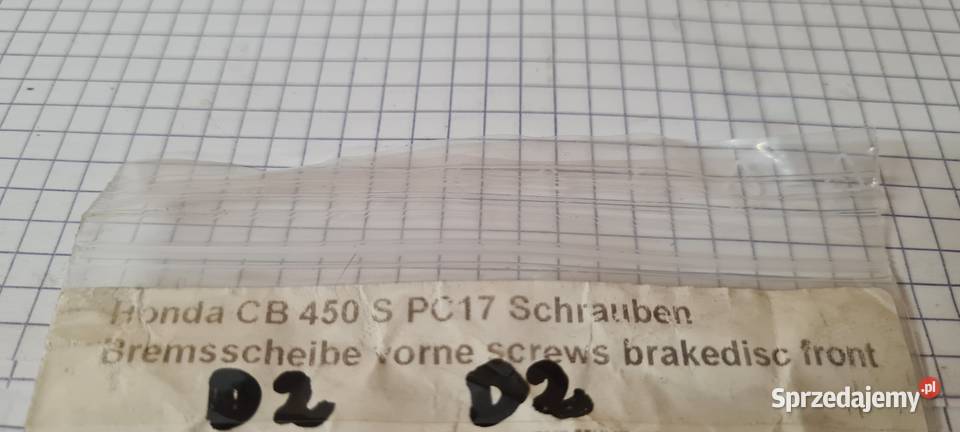 Honda CB 450 S PC17 Schrauben
Bremsscheibe vorne screws brakedisc front
D2 D2
Sprzedajemy.pl